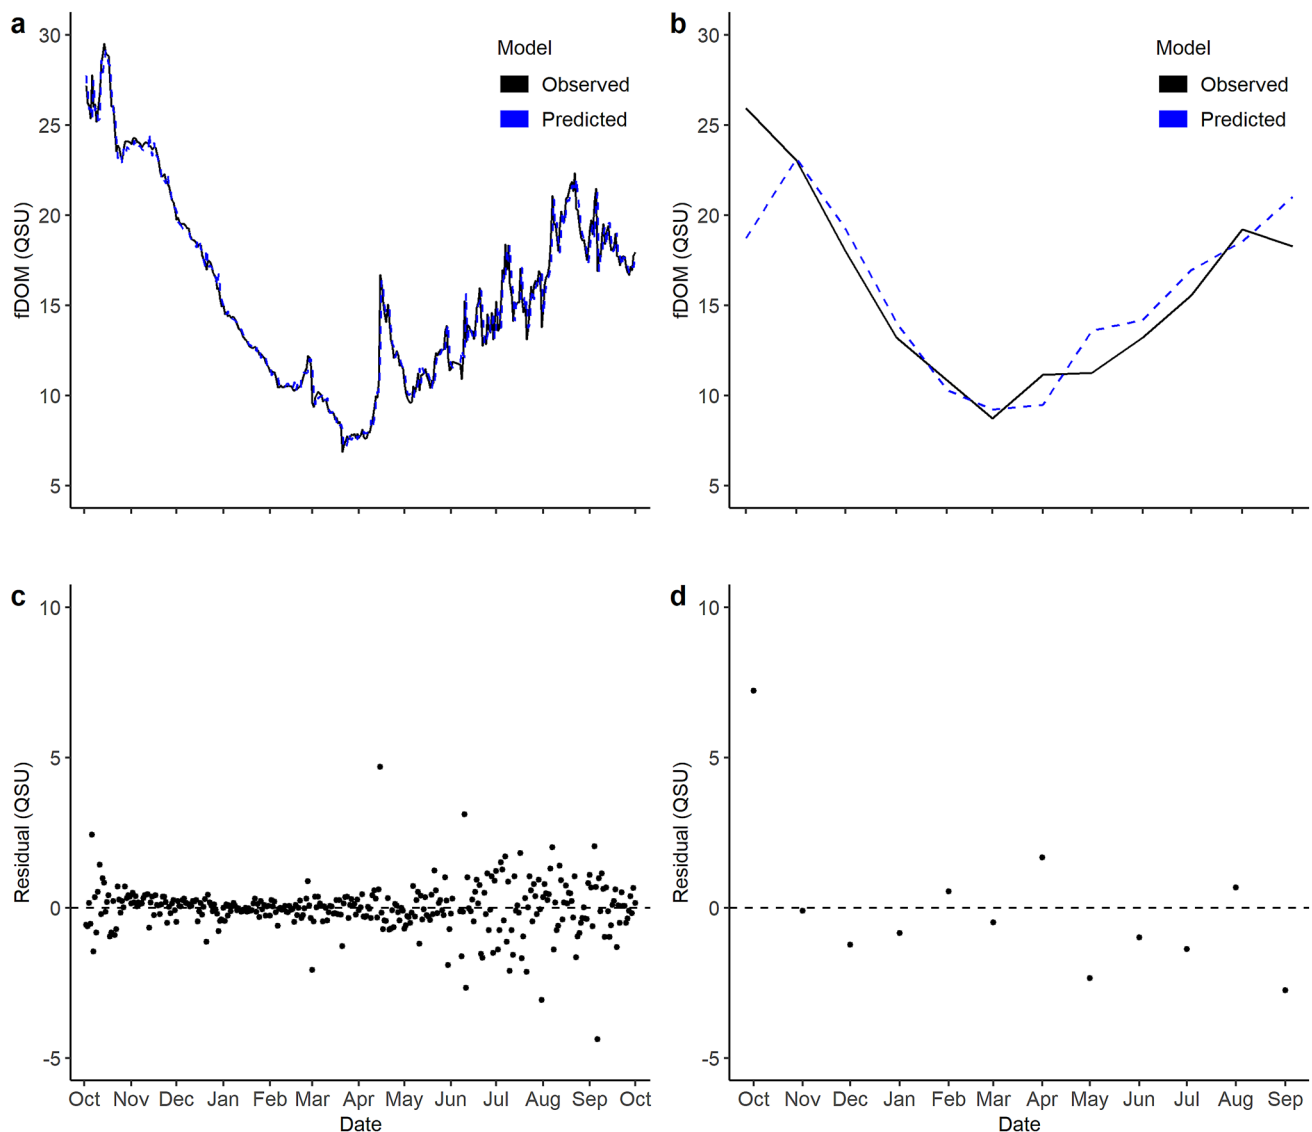 a
30
25
20
15
10
5
fDOM (QSU)
Model
Observed
Predicted
b
30
25
20
15
10
5
fDOM (QSU)
Model
Observed
Predicted
c
10
5
0
-5
Residual (QSU)
Oct Nov Dec Jan Feb Mar Apr May Jun Jul Aug Sep Oct
Date
d
10
5
0
-5
Residual (QSU)
Oct Nov Dec Jan Feb Mar Apr May Jun Jul Aug Sep
Date